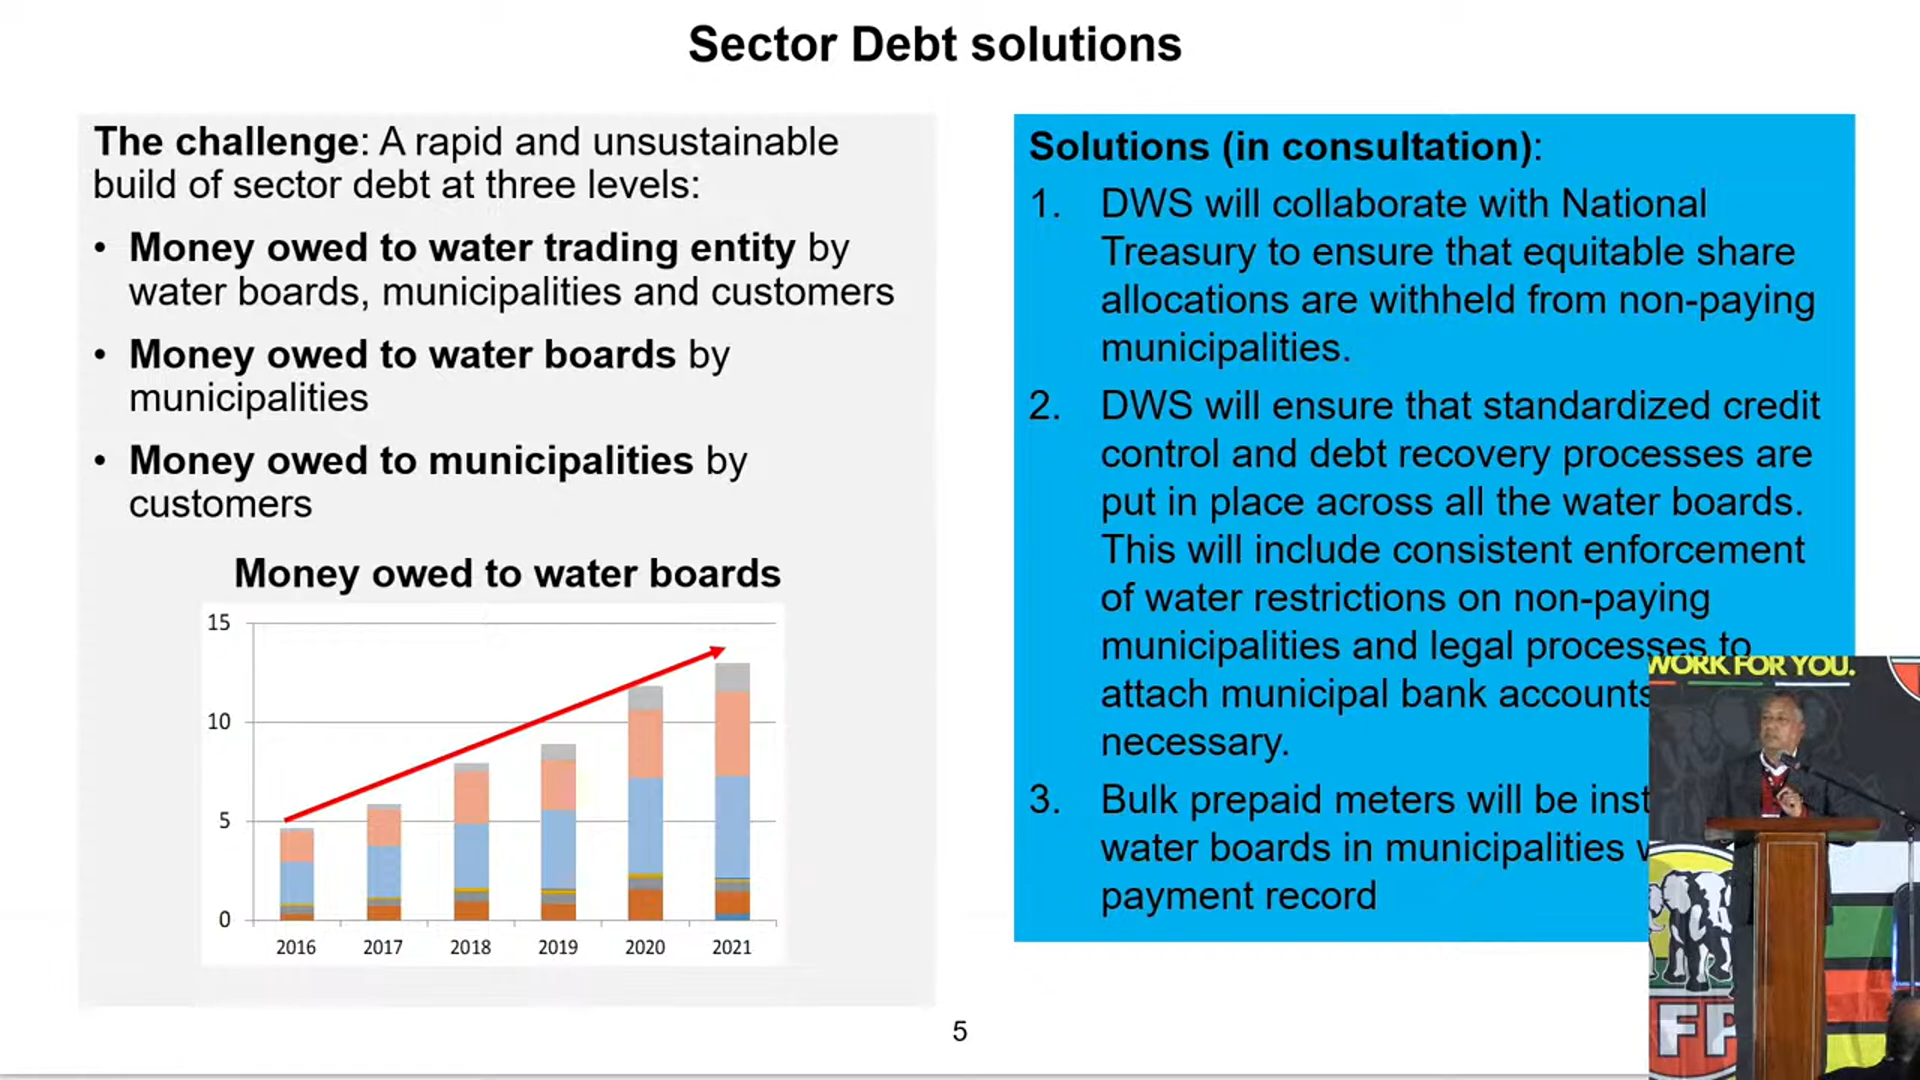 Sector Debt solutions
The challenge: A rapid and unsustainable
build of sector debt at three levels:
• Money owed to water trading entity by
water boards, municipalities and customers
• Money owed to water boards by
municipalities
• Money owed to municipalities by
customers
Money owed to water boards
15
10
5
0
2016 2017 2018 2019 2020 2021
Solutions (in consultation):
1. DWS will collaborate with National
Treasury to ensure that equitable share
allocations are withheld from non-paying
municipalities.
2. DWS will ensure that standardized credit
control and debt recovery processes are
put in place across all the water boards.
This will include consistent enforcement
of water restrictions on non-paying
municipalities and legal processes to
attach municipal bank accounts
necessary.
3. Bulk prepaid meters will be inst
water boards in municipalities
payment record
WORK FOR YOU.
FP
5